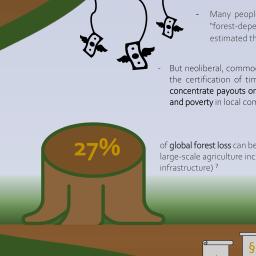 - Many people
"forest-depe
estimated th
- But neoliberal, commo
the certification of tim
concentrate payouts on
and poverty in local com
27%
of global forest loss can be
large-scale agriculture inc
infrastructure) ⁷
$